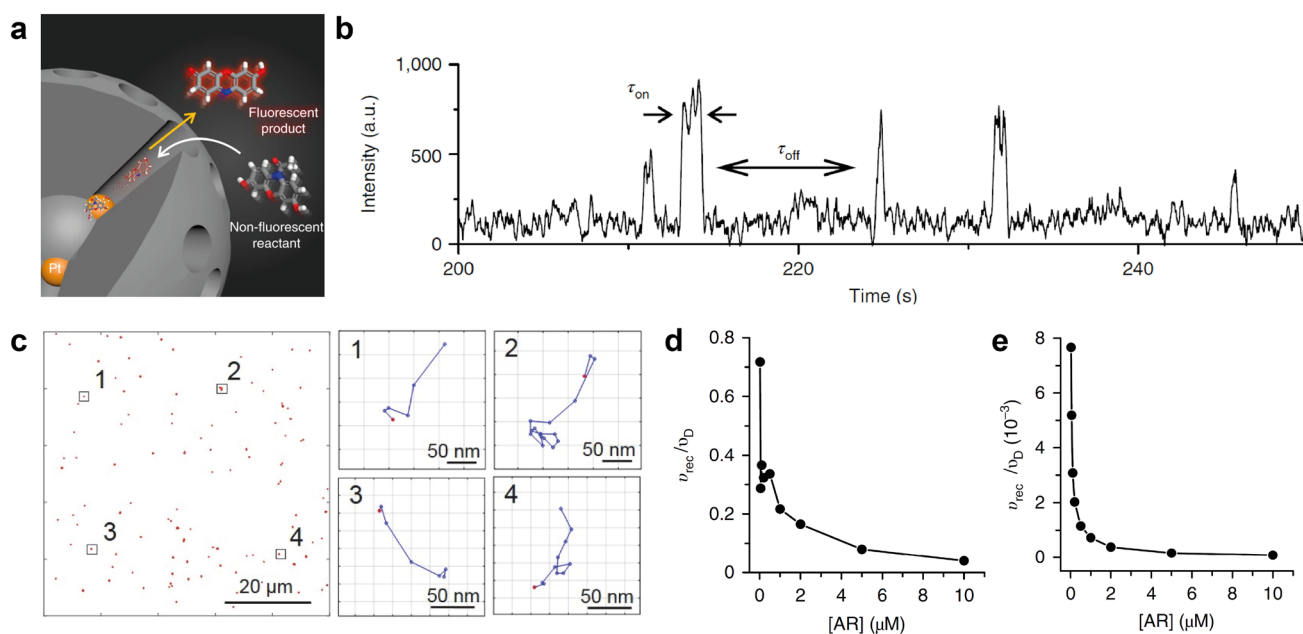 a
Fluorescent
product
Non-fluorescent
reactant
Pt
b
Intensity (a.u.)
1,000
500
0
τon
τoff
200
220
240
Time (s)
c
1
2
3
4
20 µm
1
50 nm
2
50 nm
3
50 nm
4
50 nm
d
υrec/υD
0.8
0.6
0.4
0.2
0
0 2 4 6 8 10
[AR] (µM)
e
υrec /υD (10⁻³)
8
6
4
2
0
0 2 4 6 8 10
[AR] (µM)